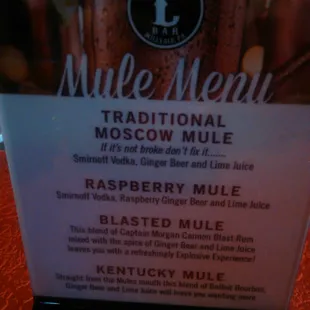 L
BAR
Mule Menu
TRADITIONAL
MOSCOW MULE
If it's not broke don't fix it......
Smirnoff Vodka, Ginger Beer and Lime Juice
RASPBERRY MULE
Smirnoff Vodka, Raspberry Ginger Beer and Lime Juice
BLASTED MULE
This blend of Captain Morgan Cannon Blast Rum
mixed with the spice of Ginger Beer and Lime Juice
leaves you with a refreshingly Explosive Experience!
KENTUCKY MULE
Straight from the Mules mouth this blend of Bulleit Bourbon,
Ginger Beer and Lime Juice will leave you wanting more